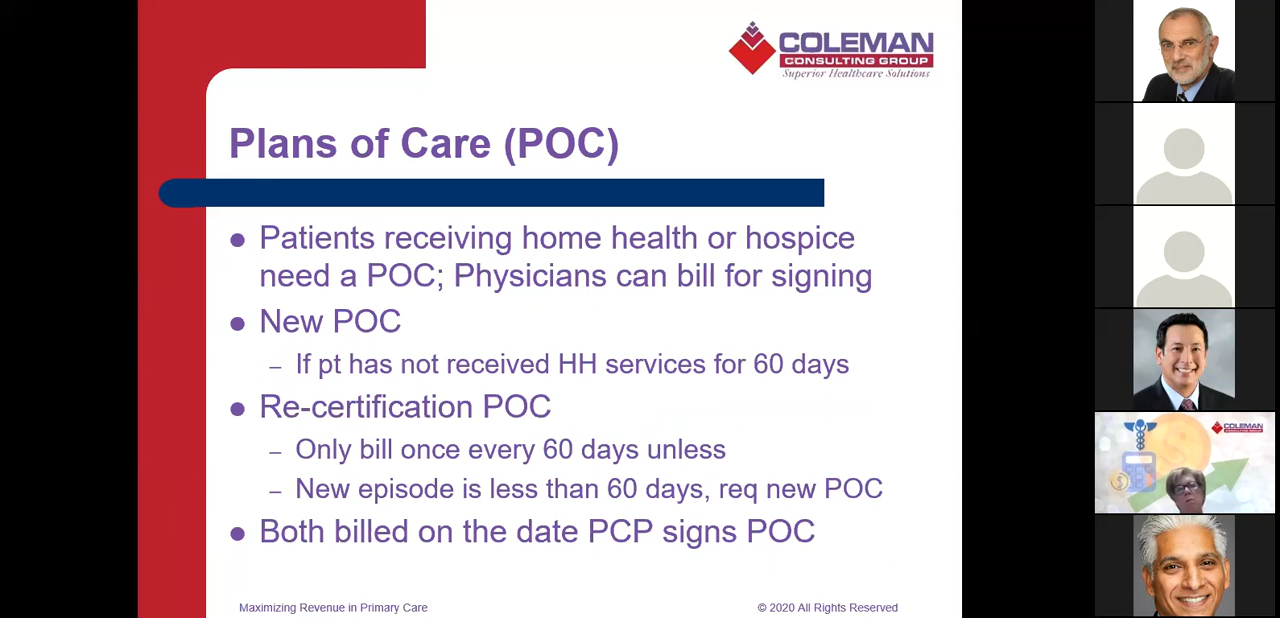 COLEMAN
CONSULTING GROUP
Superior Healthcare Solutions
Plans of Care (POC)
Patients receiving home health or hospice
need a POC; Physicians can bill for signing
New POC
– If pt has not received HH services for 60 days
Re-certification POC
– Only bill once every 60 days unless
– New episode is less than 60 days, req new POC
Both billed on the date PCP signs POC
Maximizing Revenue in Primary Care
© 2020 All Rights Reserved
COLEMAN